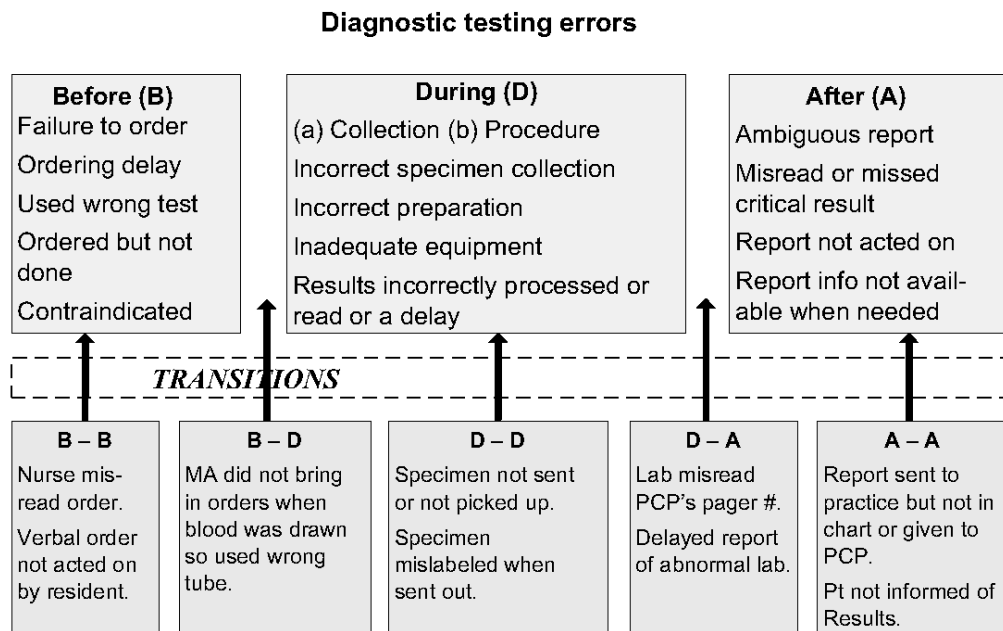 Diagnostic testing errors
Before (B)
Failure to order
Ordering delay
Used wrong test
Ordered but not
done
Contraindicated
During (D)
(a) Collection (b) Procedure
Incorrect specimen collection
Incorrect preparation
Inadequate equipment
Results incorrectly processed or
read or a delay
After (A)
Ambiguous report
Misread or missed
critical result
Report not acted on
Report info not avail-
able when needed
TRANSITIONS
B – B
Nurse mis-
read order.
Verbal order
not acted on
by resident.
B – D
MA did not bring
in orders when
blood was drawn
so used wrong
tube.
D – D
Specimen not sent
or not picked up.
Specimen
mislabeled when
sent out.
D – A
Lab misread
PCP's pager #.
Delayed report
of abnormal lab.
A – A
Report sent to
practice but not in
chart or given to
PCP.
Pt not informed of
Results.